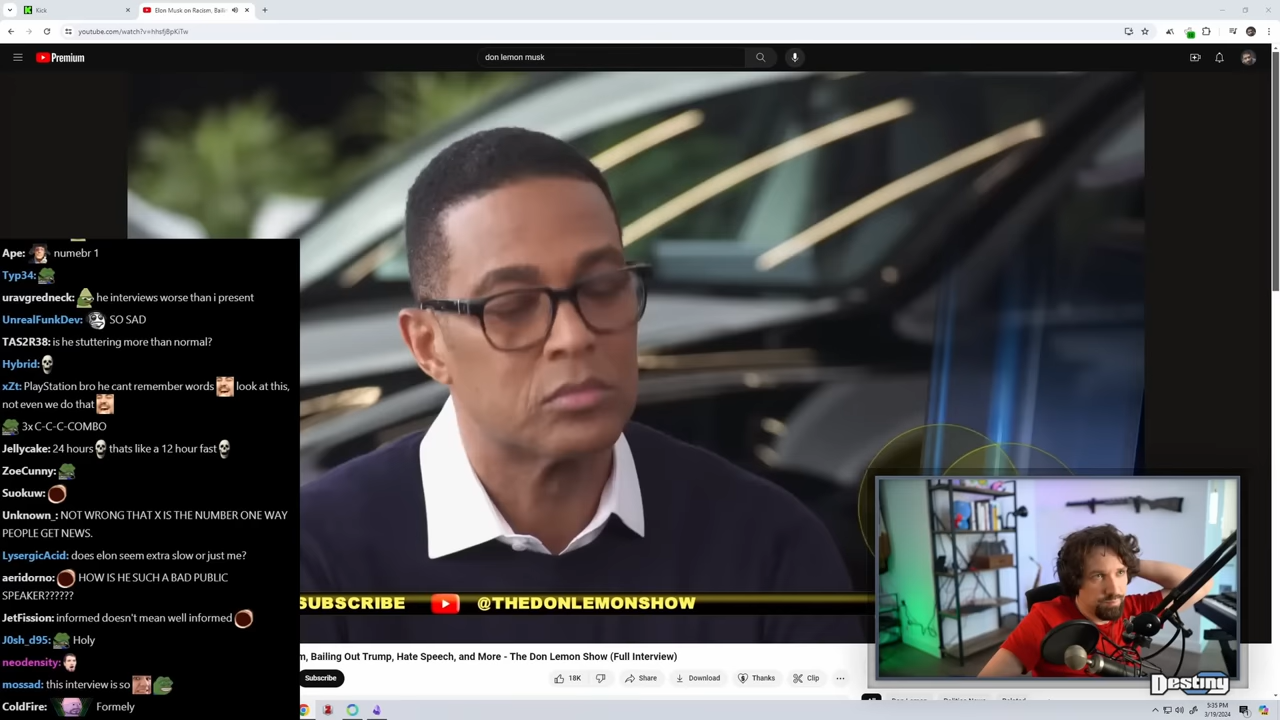 Kick
Elon Musk on Racism, Baili
youtube.com/watch?v=hhsfjBpKiTw
Premium
don lemon musk
Ape: numebr 1
Typ34:
uravgredneck: he interviews worse than i present
UnrealFunkDev: SO SAD
TAS2R38: is he stuttering more than normal?
Hybrid:
xZt: PlayStation bro he cant remember words look at this,
not even we do that
3x C-C-C-COMBO
Jellycake: 24 hours thats like a 12 hour fast
ZoeCunny:
Suokuw:
Unknown_: NOT WRONG THAT X IS THE NUMBER ONE WAY
PEOPLE GET NEWS.
LysergicAcid: does elon seem extra slow or just me?
aeridorno: HOW IS HE SUCH A BAD PUBLIC
SPEAKER??????
JetFission: informed doesn't mean well informed
J0sh_d95: Holy
neodensity:
mossad: this interview is so
ColdFire: Formely
SUBSCRIBE @THEDONLEMONSHOW
m, Bailing Out Trump, Hate Speech, and More - The Don Lemon Show (Full Interview)
Subscribe
18K
Share
Download
Thanks
Clip
Destiny
5:35 PM
3/19/2024